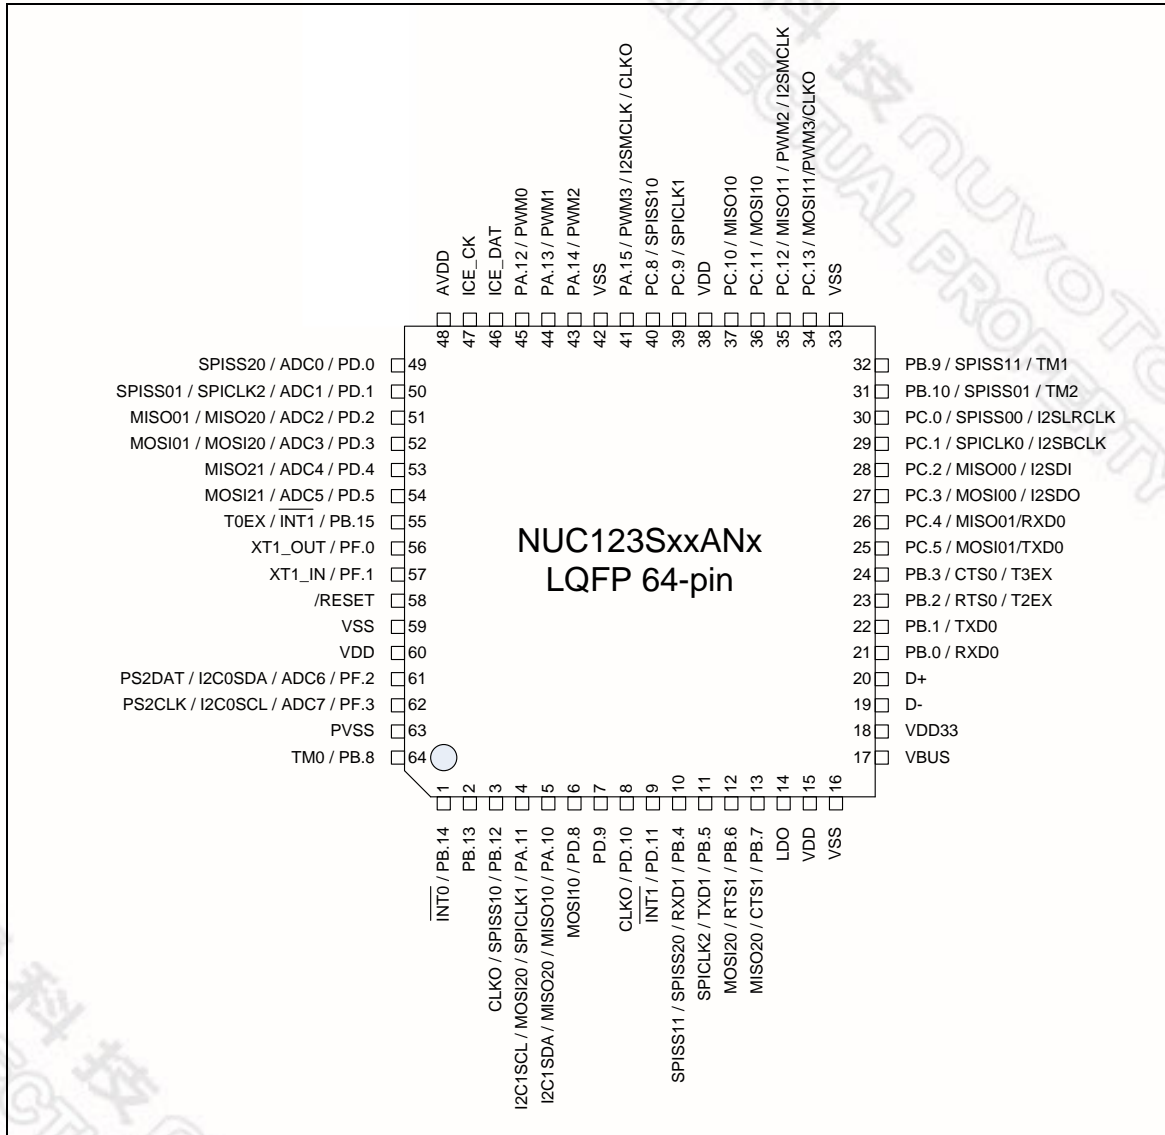 AVDD
ICE_CK
ICE_DAT
PA.12 / PWM0
PA.13 / PWM1
PA.14 / PWM2
VSS
PA.15 / PWM3 / I2SMCLK / CLKO
PC.8 / SPISS10
PC.9 / SPICLK1
VDD
PC.10 / MISO10
PC.11 / MOSI10
PC.12 / MISO11 / PWM2 / I2SMCLK
PC.13 / MOSI11/PWM3/CLKO
VSS
48 47 46 45 44 43 42 41 40 39 38 37 36 35 34 33
SPISS20 / ADC0 / PD.0 49
SPISS01 / SPICLK2 / ADC1 / PD.1 50
MISO01 / MISO20 / ADC2 / PD.2 51
MOSI01 / MOSI20 / ADC3 / PD.3 52
MISO21 / ADC4 / PD.4 53
MOSI21 / ADC5 / PD.5 54
T0EX / INT1 / PB.15 55
XT1_OUT / PF.0 56
XT1_IN / PF.1 57
/RESET 58
VSS 59
VDD 60
PS2DAT / I2C0SDA / ADC6 / PF.2 61
PS2CLK / I2C0SCL / ADC7 / PF.3 62
PVSS 63
TM0 / PB.8 64
NUC123SxxANx
LQFP 64-pin
32 PB.9 / SPISS11 / TM1
31 PB.10 / SPISS01 / TM2
30 PC.0 / SPISS00 / I2SLRCLK
29 PC.1 / SPICLK0 / I2SBCLK
28 PC.2 / MISO00 / I2SDI
27 PC.3 / MOSI00 / I2SDO
26 PC.4 / MISO01/RXD0
25 PC.5 / MOSI01/TXD0
24 PB.3 / CTS0 / T3EX
23 PB.2 / RTS0 / T2EX
22 PB.1 / TXD0
21 PB.0 / RXD0
20 D+
19 D-
18 VDD33
17 VBUS
1 2 3 4 5 6 7 8 9 10 11 12 13 14 15 16
INT0 / PB.14
PB.13
CLKO / SPISS10 / PB.12
I2C1SCL / MOSI20 / SPICLK1 / PA.11
I2C1SDA / MISO20 / MISO10 / PA.10
MOSI10 / PD.8
PD.9
CLKO / PD.10
INT1 / PD.11
SPISS11 / SPISS20 / RXD1 / PB.4
SPICLK2 / TXD1 / PB.5
MOSI20 / RTS1 / PB.6
MISO20 / CTS1 / PB.7
LDO
VDD
VSS
科技 nuvoTo
LLECTUAL PROPERTY
科技